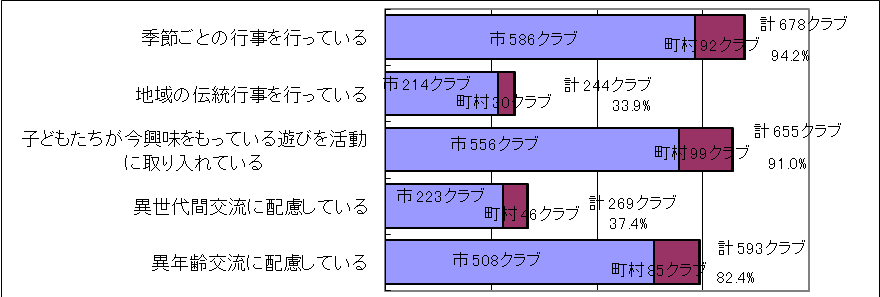 季節ごとの行事を行っている
市586クラブ
町村92クラブ
計678クラブ
94.2%
地域の伝統行事を行っている
市214クラブ
町村30クラブ
計244クラブ
33.9%
子どもたちが今興味をもっている遊びを活動
に取り入れている
市556クラブ
町村99クラブ
計655クラブ
91.0%
異世代間交流に配慮している
市223クラブ
町村46クラブ
計269クラブ
37.4%
異年齢交流に配慮している
市508クラブ
町村85クラブ
計593クラブ
82.4%